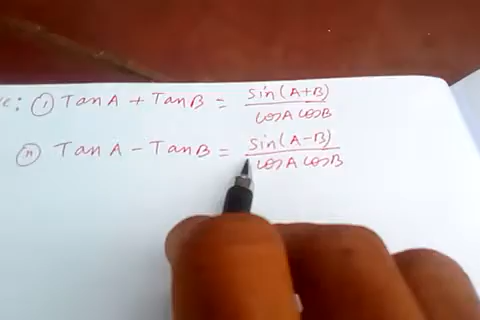 : (i) Tan A + Tan B = sin(A+B) / cosA cosB
(ii) Tan A - Tan B = sin(A-B) / cosA cosB